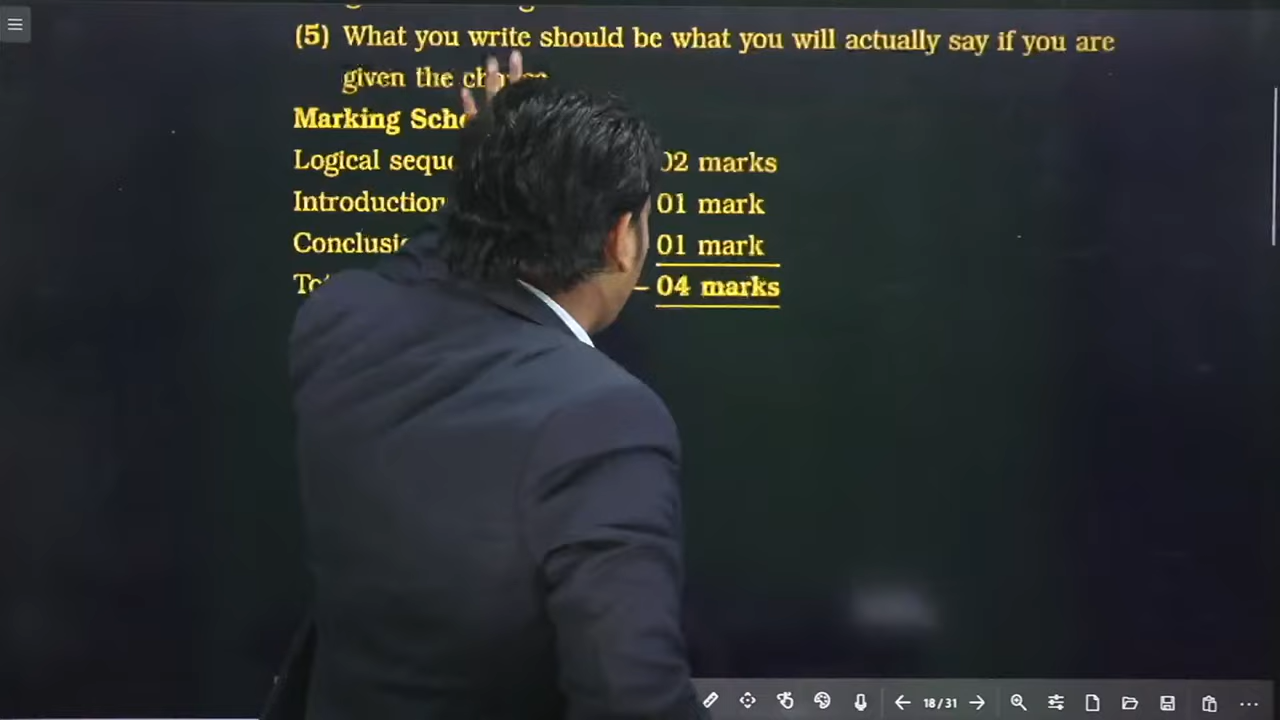 (5) What you write should be what you will actually say if you are
given the
Marking
Logical
Introduction
02 marks
01 mark
01 mark
– 04 marks
18/31